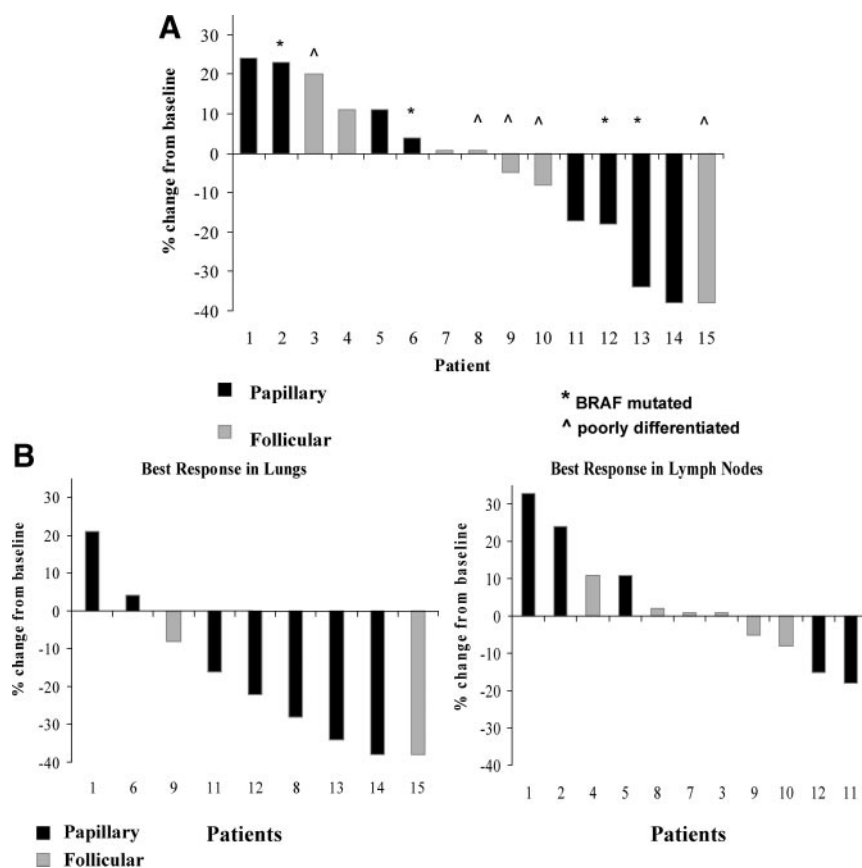 A
% change from baseline
30
20
10
0
-10
-20
-30
-40
* ^ * ^ ^ ^ * * ^
1 2 3 4 5 6 7 8 9 10 11 12 13 14 15
Patient
Papillary
Follicular
* BRAF mutated
^ poorly differentiated
B
Best Response in Lungs
% change from baseline
30
20
10
0
-10
-20
-30
-40
1 6 9 11 12 8 13 14 15
Patients
Papillary
Follicular
Best Response in Lymph Nodes
% change from baseline
30
20
10
0
-10
-20
-30
-40
1 2 4 5 8 7 3 9 10 12 11
Patients